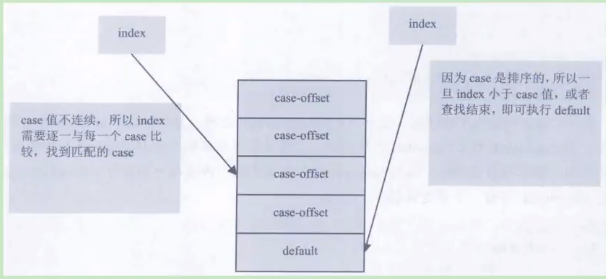 index
index
case 值不连续，所以 index
需要逐一与每一个 case 比
较，找到匹配的 case
因为 case 是排序的，所以一
旦 index 小于 case 值，或者
查找结束，即可执行 default
case-offset
case-offset
case-offset
case-offset
default